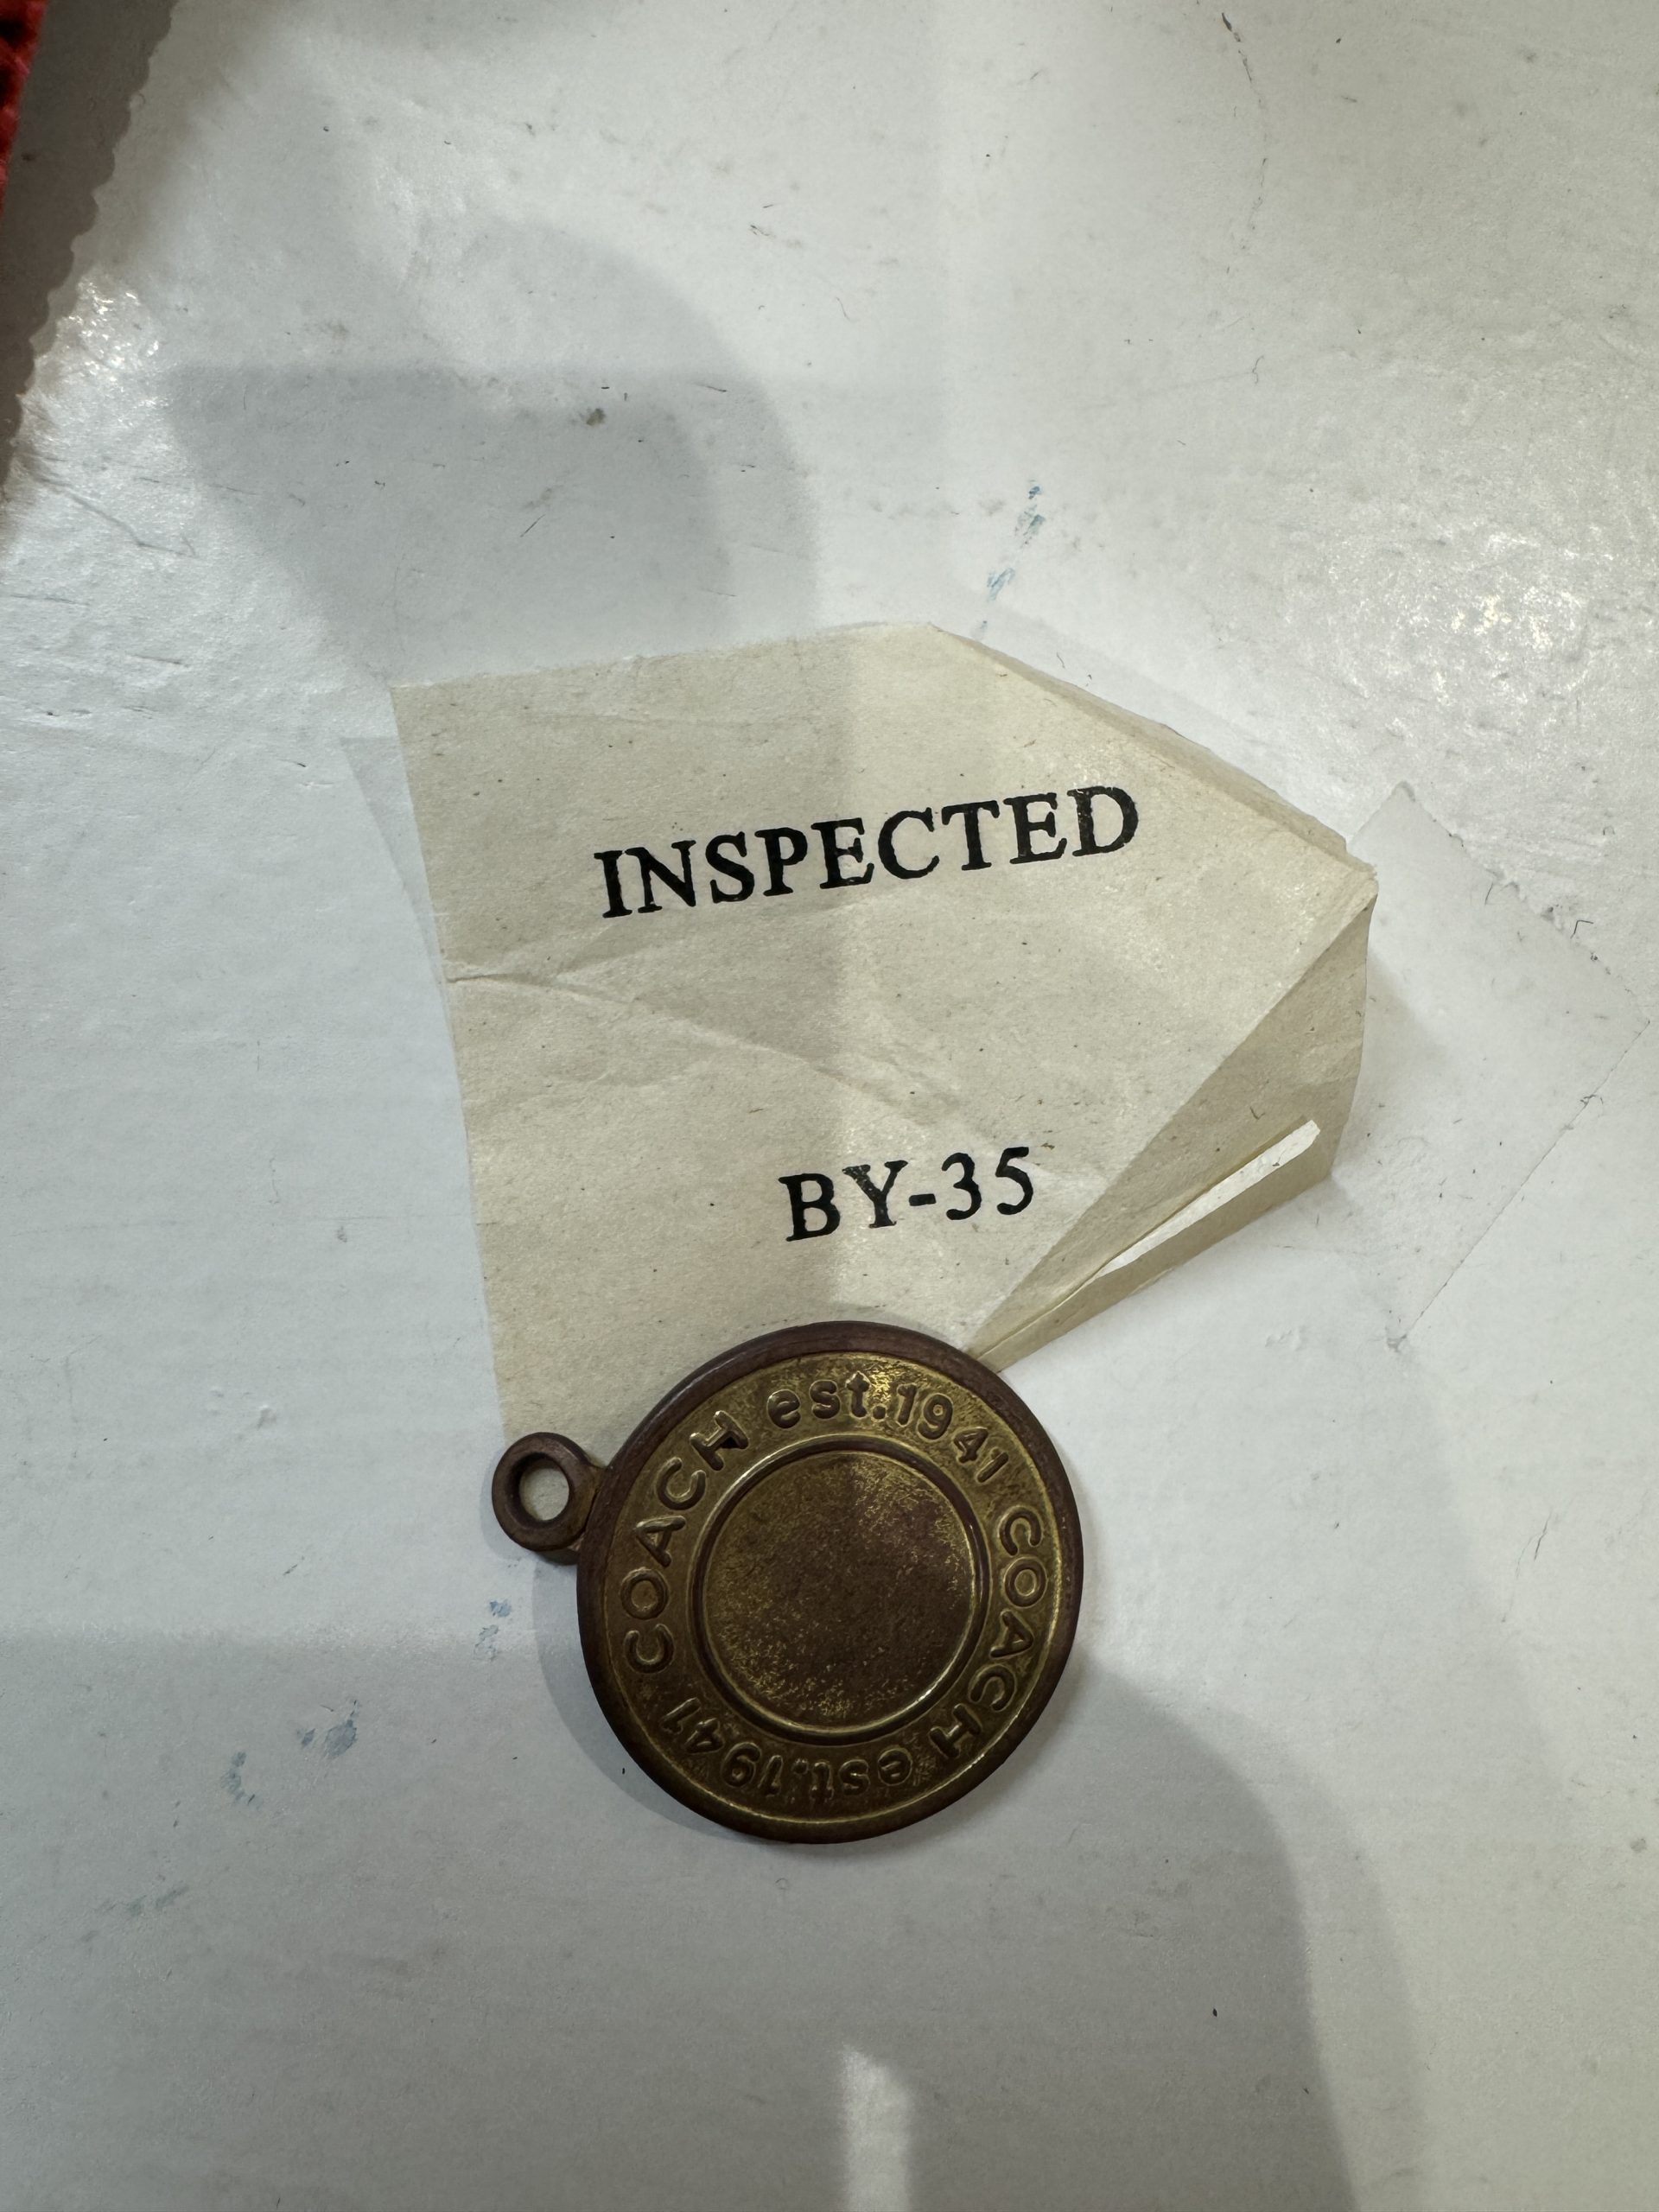 INSPECTED
BY-35
COACH est.1941 COACH est.1941